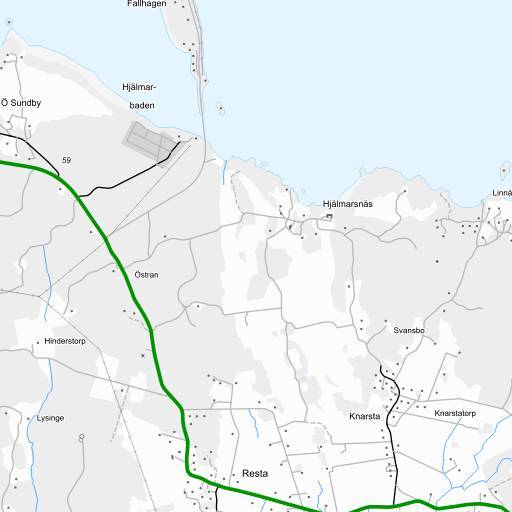 Fallhagen
Hjälmar-
baden
Ö Sundby
59
Linnä
Hjälmarsnäs
Östran
Svansbo
Hinderstorp
Knarsta
Knarstatorp
Lysinge
Resta